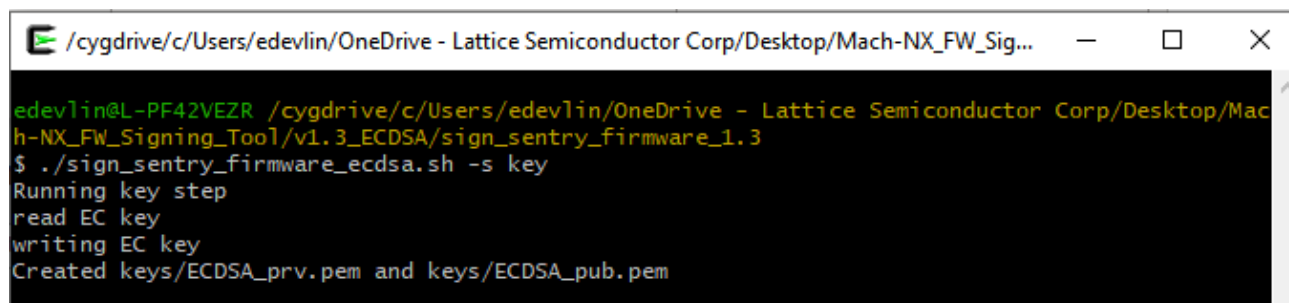 /cygdrive/c/Users/edevlin/OneDrive - Lattice Semiconductor Corp/Desktop/Mach-NX_FW_Sig...
edevlin@L-PF42VEZR /cygdrive/c/Users/edevlin/OneDrive - Lattice Semiconductor Corp/Desktop/Mac
h-NX_FW_Signing_Tool/v1.3_ECDSA/sign_sentry_firmware_1.3
$ ./sign_sentry_firmware_ecdsa.sh -s key
Running key step
read EC key
writing EC key
Created keys/ECDSA_prv.pem and keys/ECDSA_pub.pem